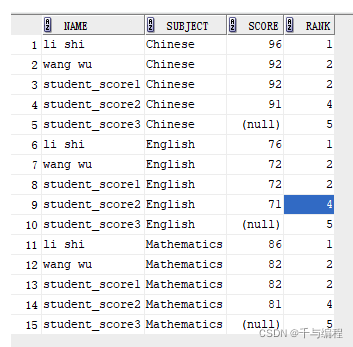 NAME SUBJECT SCORE RANK
1 li shi Chinese 96 1
2 wang wu Chinese 92 2
3 student_score1 Chinese 92 2
4 student_score2 Chinese 91 4
5 student_score3 Chinese (null) 5
6 li shi English 76 1
7 wang wu English 72 2
8 student_score1 English 72 2
9 student_score2 English 71 4
10 student_score3 English (null) 5
11 li shi Mathematics 86 1
12 wang wu Mathematics 82 2
13 student_score1 Mathematics 82 2
14 student_score2 Mathematics 81 4
15 student_score3 Mathematics (null) 5
CSDN @千与编程